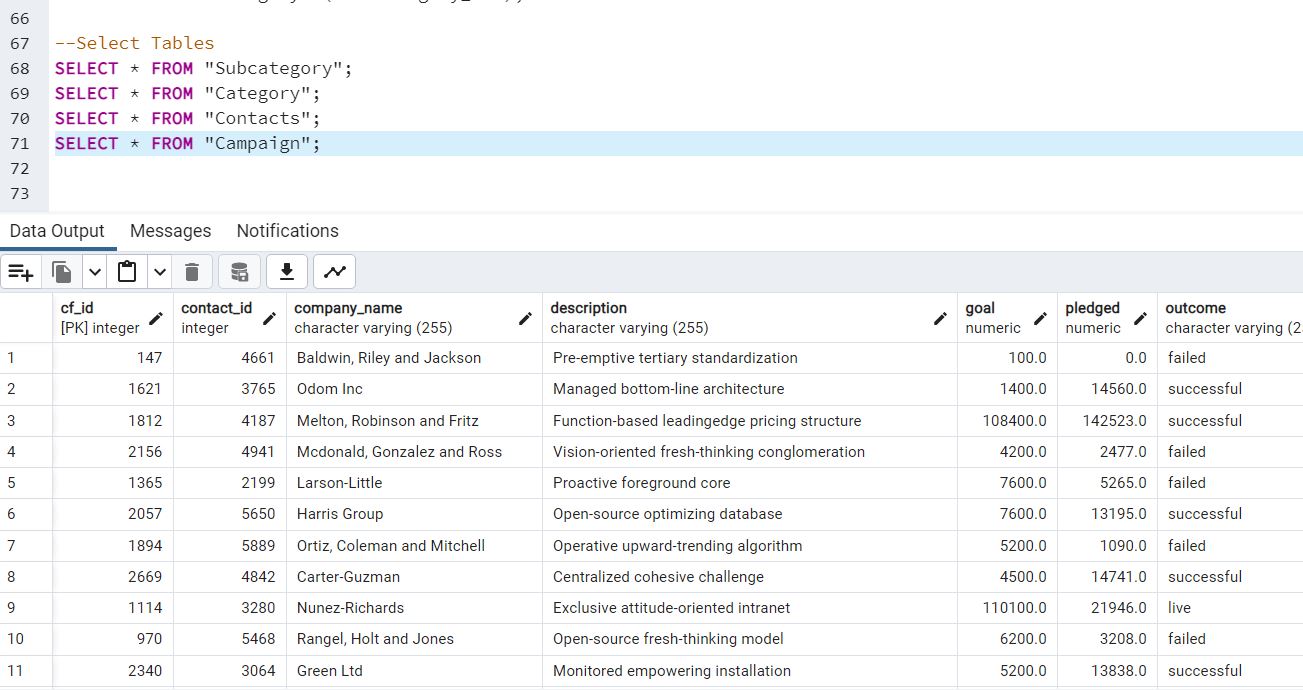 66
67 --Select Tables
68 SELECT * FROM "Subcategory";
69 SELECT * FROM "Category";
70 SELECT * FROM "Contacts";
71 SELECT * FROM "Campaign";
72
73
Data Output Messages Notifications
cf_id contact_id company_name description goal pledged outcome
[PK] integer integer character varying (255) character varying (255) numeric numeric character varying (2
1 147 4661 Baldwin, Riley and Jackson Pre-emptive tertiary standardization 100.0 0.0 failed
2 1621 3765 Odom Inc Managed bottom-line architecture 1400.0 14560.0 successful
3 1812 4187 Melton, Robinson and Fritz Function-based leadingedge pricing structure 108400.0 142523.0 successful
4 2156 4941 Mcdonald, Gonzalez and Ross Vision-oriented fresh-thinking conglomeration 4200.0 2477.0 failed
5 1365 2199 Larson-Little Proactive foreground core 7600.0 5265.0 failed
6 2057 5650 Harris Group Open-source optimizing database 7600.0 13195.0 successful
7 1894 5889 Ortiz, Coleman and Mitchell Operative upward-trending algorithm 5200.0 1090.0 failed
8 2669 4842 Carter-Guzman Centralized cohesive challenge 4500.0 14741.0 successful
9 1114 3280 Nunez-Richards Exclusive attitude-oriented intranet 110100.0 21946.0 live
10 970 5468 Rangel, Holt and Jones Open-source fresh-thinking model 6200.0 3208.0 failed
11 2340 3064 Green Ltd Monitored empowering installation 5200.0 13838.0 successful